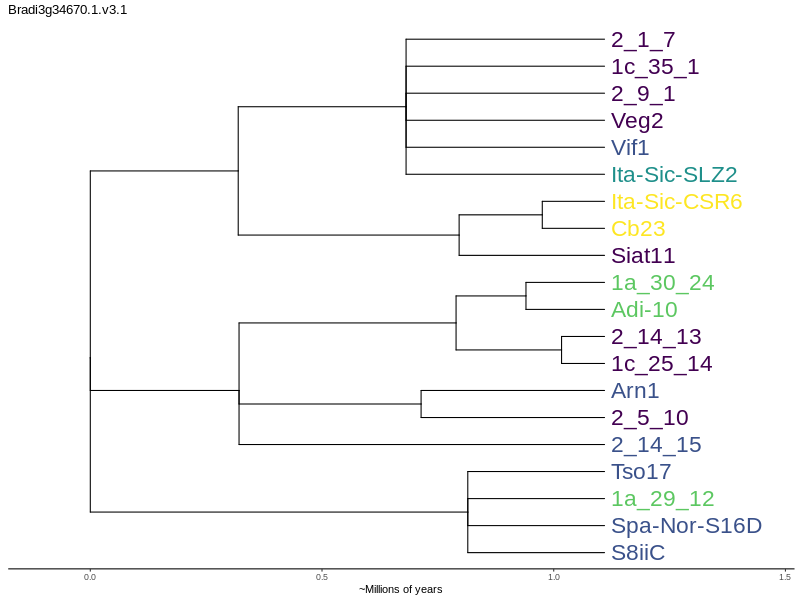 Bradi3g34670.1.v3.1
2_1_7
1c_35_1
2_9_1
Veg2
Vif1
Ita-Sic-SLZ2
Ita-Sic-CSR6
Cb23
Siat11
1a_30_24
Adi-10
2_14_13
1c_25_14
Arn1
2_5_10
2_14_15
Tso17
1a_29_12
Spa-Nor-S16D
S8iiC
0.0 0.5 1.0 1.5
~Millions of years